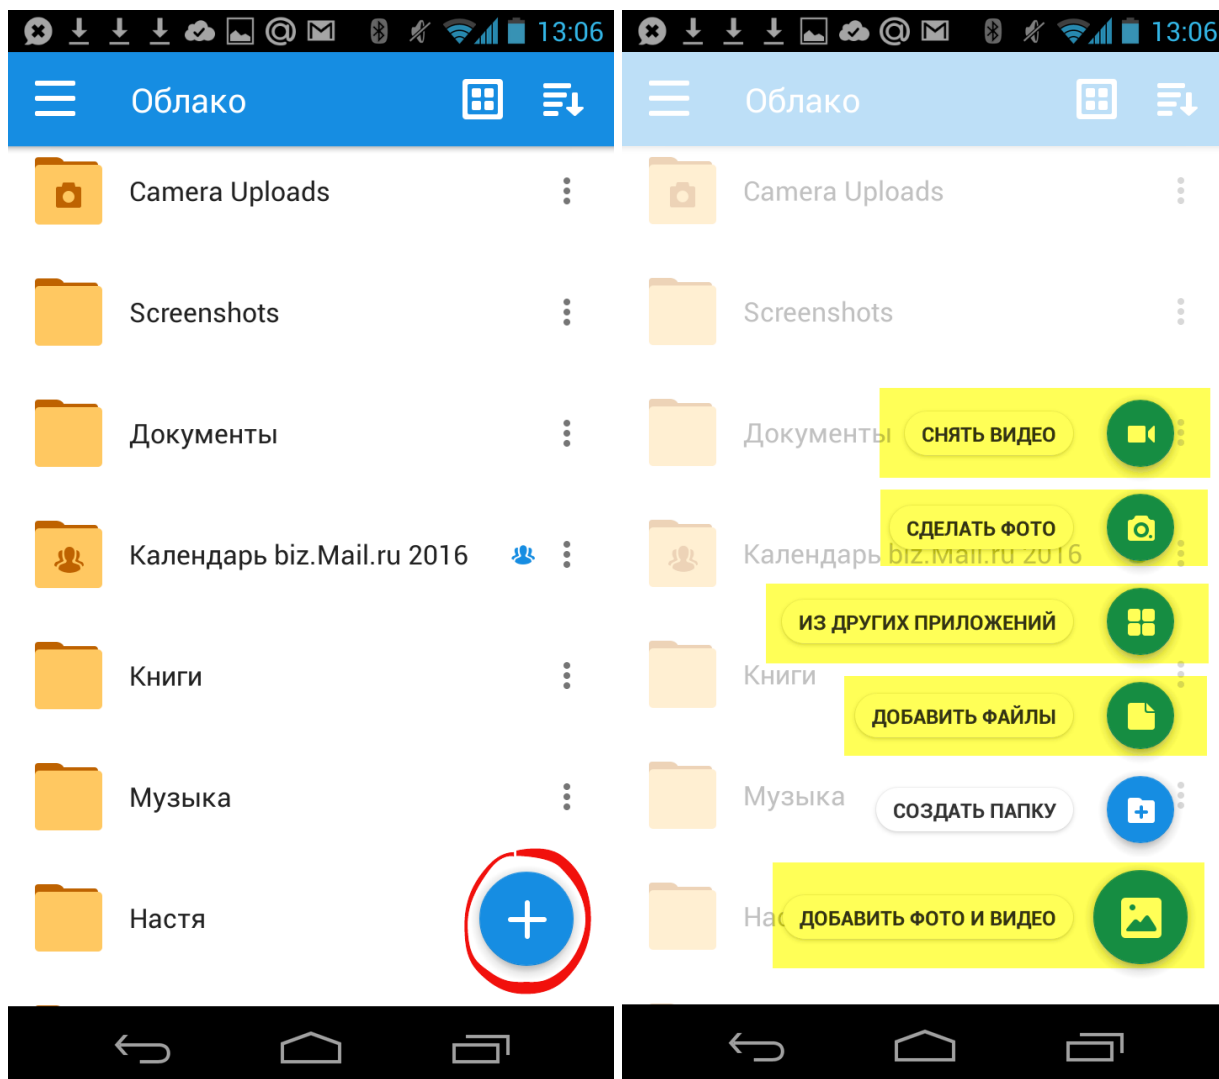 13:06
Облако
Camera Uploads
Screenshots
Документы
Календарь biz.Mail.ru 2016
Книги
Музыка
Настя
13:06
Облако
Camera Uploads
Screenshots
Документы
СНЯТЬ ВИДЕО
СДЕЛАТЬ ФОТО
Календарь biz.Mail.ru 2016
ИЗ ДРУГИХ ПРИЛОЖЕНИЙ
Книги
ДОБАВИТЬ ФАЙЛЫ
Музыка
СОЗДАТЬ ПАПКУ
Нас
ДОБАВИТЬ ФОТО И ВИДЕО